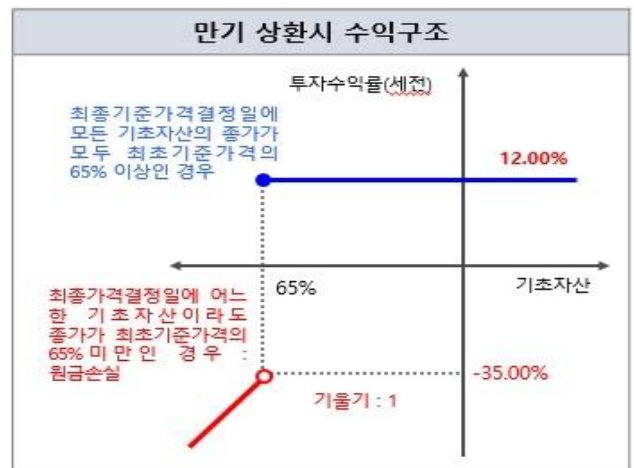 만기 상환시 수익구조
투자수익률(세전)
최종기준가격결정일에
모든 기초자산의 종가가
모두 최초기준가격의
65% 이상인 경우
12.00%
65%
기초자산
최종가격결정일에 어느
한 기초자산이라도
종가가 최초기준가격의
65% 미만인 경우 :
원금손실
-35.00%
기울기 : 1